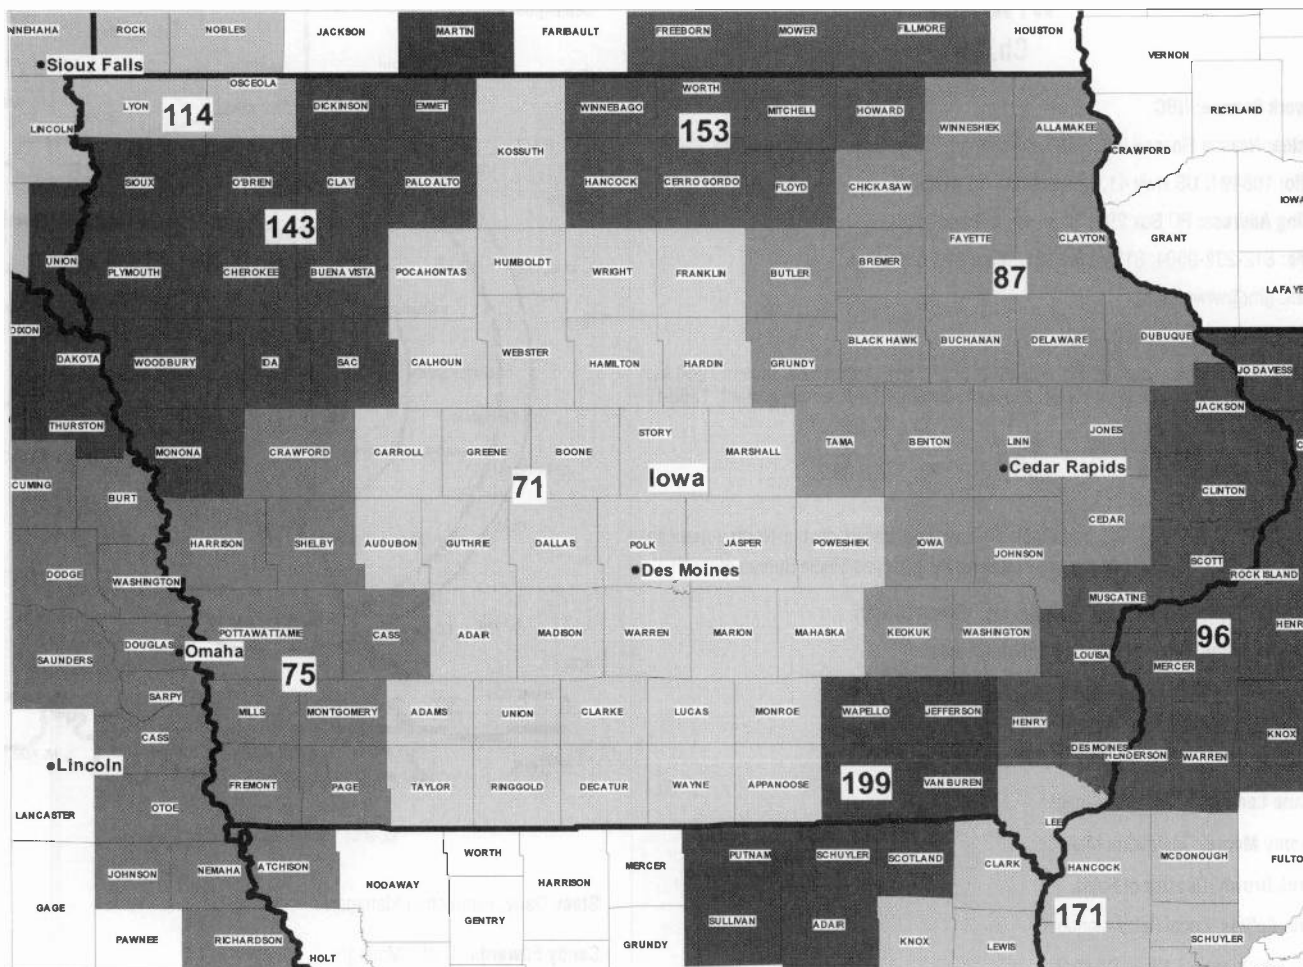 NNEHAHA ROCK NOBLES JACKSON MARTIN FARIBAULT FREEBORN MOWER FILLMORE HOUSTON
VERNON
Sioux Falls
OSCEOLA
LYON 114 DICKINSON EMMET WINNEBAGO WORTH MITCHELL HOWARD
RICHLAND
LINCOLN 153 WINNESHIEK ALLAMAKEE
KOSSUTH CRAWFORD
SIOUX O'BRIEN CLAY PALO ALTO HANCOCK CERRO GORDO FLOYD CHICKASAW
IOWA
143 FAYETTE CLAYTON GRANT
UNION PLYMOUTH CHEROKEE BUENA VISTA POCAHONTAS HUMBOLDT WRIGHT FRANKLIN BUTLER BREMER 87
LAFAYE
DIXON
DAKOTA WOODBURY IDA SAC CALHOUN WEBSTER HAMILTON HARDIN GRUNDY BLACK HAWK BUCHANAN DELAWARE DUBUQUE
JO DAVIESS
JACKSON
THURSTON STORY JONES
MONONA CRAWFORD CARROLL GREENE BOONE MARSHALL TAMA BENTON LINN
Cedar Rapids
CUMING BURT 71 Iowa CLINTON
CEDAR
HARRISON SHELBY AUDUBON GUTHRIE DALLAS POLK JASPER POWESHIEK IOWA JOHNSON
SCOTT
DODGE WASHINGTON Des Moines ROCK ISLAND
MUSCATINE
DOUGLAS POTTAWATTAMIE CASS ADAIR MADISON WARREN MARION MAHASKA KEOKUK WASHINGTON 96 HENR
Omaha
SAUNDERS LOUISA MERCER
75
SARPY MILLS MONTGOMERY ADAMS UNION CLARKE LUCAS MONROE WAPELLO JEFFERSON HENRY
CASS KNOX
DES MOINES HENDERSON WARREN
Lincoln
FREMONT PAGE TAYLOR RINGGOLD DECATUR WAYNE APPANOOSE 199 VAN BUREN
OTOE
LANCASTER LEE
WORTH PUTNAM SCHUYLER SCOTLAND MCDONOUGH FULTO
JOHNSON NEMAHA ATCHISON MERCER CLARK HANCOCK
NODAWAY HARRISON
GAGE GENTRY SULLIVAN ADAIR 171
PAWNEE RICHARDSON GRUNDY KNOX LEWIS SCHUYLER
HOLT